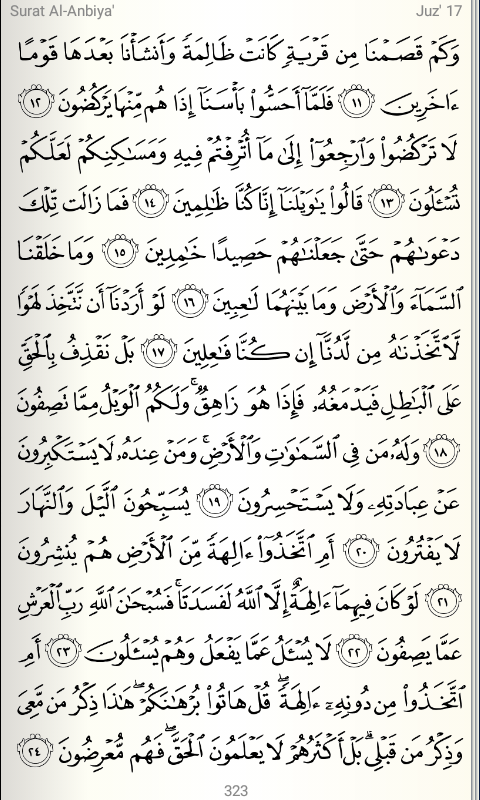 Surat Al-Anbiya' Juz' 17
وَكَمْ قَصَمْنَا مِن قَرْيَةٍ كَانَتْ ظَالِمَةً وَأَنشَأْنَا بَعْدَهَا قَوْمًا
ءَاخَرِينَ ١١ فَلَمَّآ أَحَسُّوا۟ بَأْسَنَآ إِذَا هُم مِّنْهَا يَرْكُضُونَ ١٢
لَا تَرْكُضُوا۟ وَٱرْجِعُوٓا۟ إِلَىٰ مَآ أُتْرِفْتُمْ فِيهِ وَمَسَـٰكِنِكُمْ لَعَلَّكُمْ
تُسْـَٔلُونَ ١٣ قَالُوا۟ يَـٰوَيْلَنَآ إِنَّا كُنَّا ظَـٰلِمِينَ ١٤ فَمَا زَالَت تِّلْكَ
دَعْوَىٰهُمْ حَتَّىٰ جَعَلْنَـٰهُمْ حَصِيدًا خَـٰمِدِينَ ١٥ وَمَا خَلَقْنَا
ٱلسَّمَآءَ وَٱلْأَرْضَ وَمَا بَيْنَهُمَا لَـٰعِبِينَ ١٦ لَوْ أَرَدْنَآ أَن نَّتَّخِذَ لَهْوًا
لَّٱتَّخَذْنَـٰهُ مِن لَّدُنَّآ إِن كُنَّا فَـٰعِلِينَ ١٧ بَلْ نَقْذِفُ بِٱلْحَقِّ
عَلَى ٱلْبَـٰطِلِ فَيَدْمَغُهُۥ فَإِذَا هُوَ زَاهِقٌ ۚ وَلَكُمُ ٱلْوَيْلُ مِمَّا تَصِفُونَ
١٨ وَلَهُۥ مَن فِى ٱلسَّمَـٰوَٰتِ وَٱلْأَرْضِ ۚ وَمَنْ عِندَهُۥ لَا يَسْتَكْبِرُونَ
عَنْ عِبَادَتِهِۦ وَلَا يَسْتَحْسِرُونَ ١٩ يُسَبِّحُونَ ٱلَّيْلَ وَٱلنَّهَارَ
لَا يَفْتُرُونَ ٢٠ أَمِ ٱتَّخَذُوٓا۟ ءَالِهَةً مِّنَ ٱلْأَرْضِ هُمْ يُنشِرُونَ
٢١ لَوْ كَانَ فِيهِمَآ ءَالِهَةٌ إِلَّا ٱللَّهُ لَفَسَدَتَا ۚ فَسُبْحَـٰنَ ٱللَّهِ رَبِّ ٱلْعَرْشِ
عَمَّا يَصِفُونَ ٢٢ لَا يُسْـَٔلُ عَمَّا يَفْعَلُ وَهُمْ يُسْـَٔلُونَ ٢٣ أَمِ
ٱتَّخَذُوا۟ مِن دُونِهِۦٓ ءَالِهَةً ۖ قُلْ هَاتُوا۟ بُرْهَـٰنَكُمْ ۖ هَـٰذَا ذِكْرُ مَن مَّعِىَ
وَذِكْرُ مَن قَبْلِى ۗ بَلْ أَكْثَرُهُمْ لَا يَعْلَمُونَ ٱلْحَقَّ ۖ فَهُم مُّعْرِضُونَ ٢٤
323